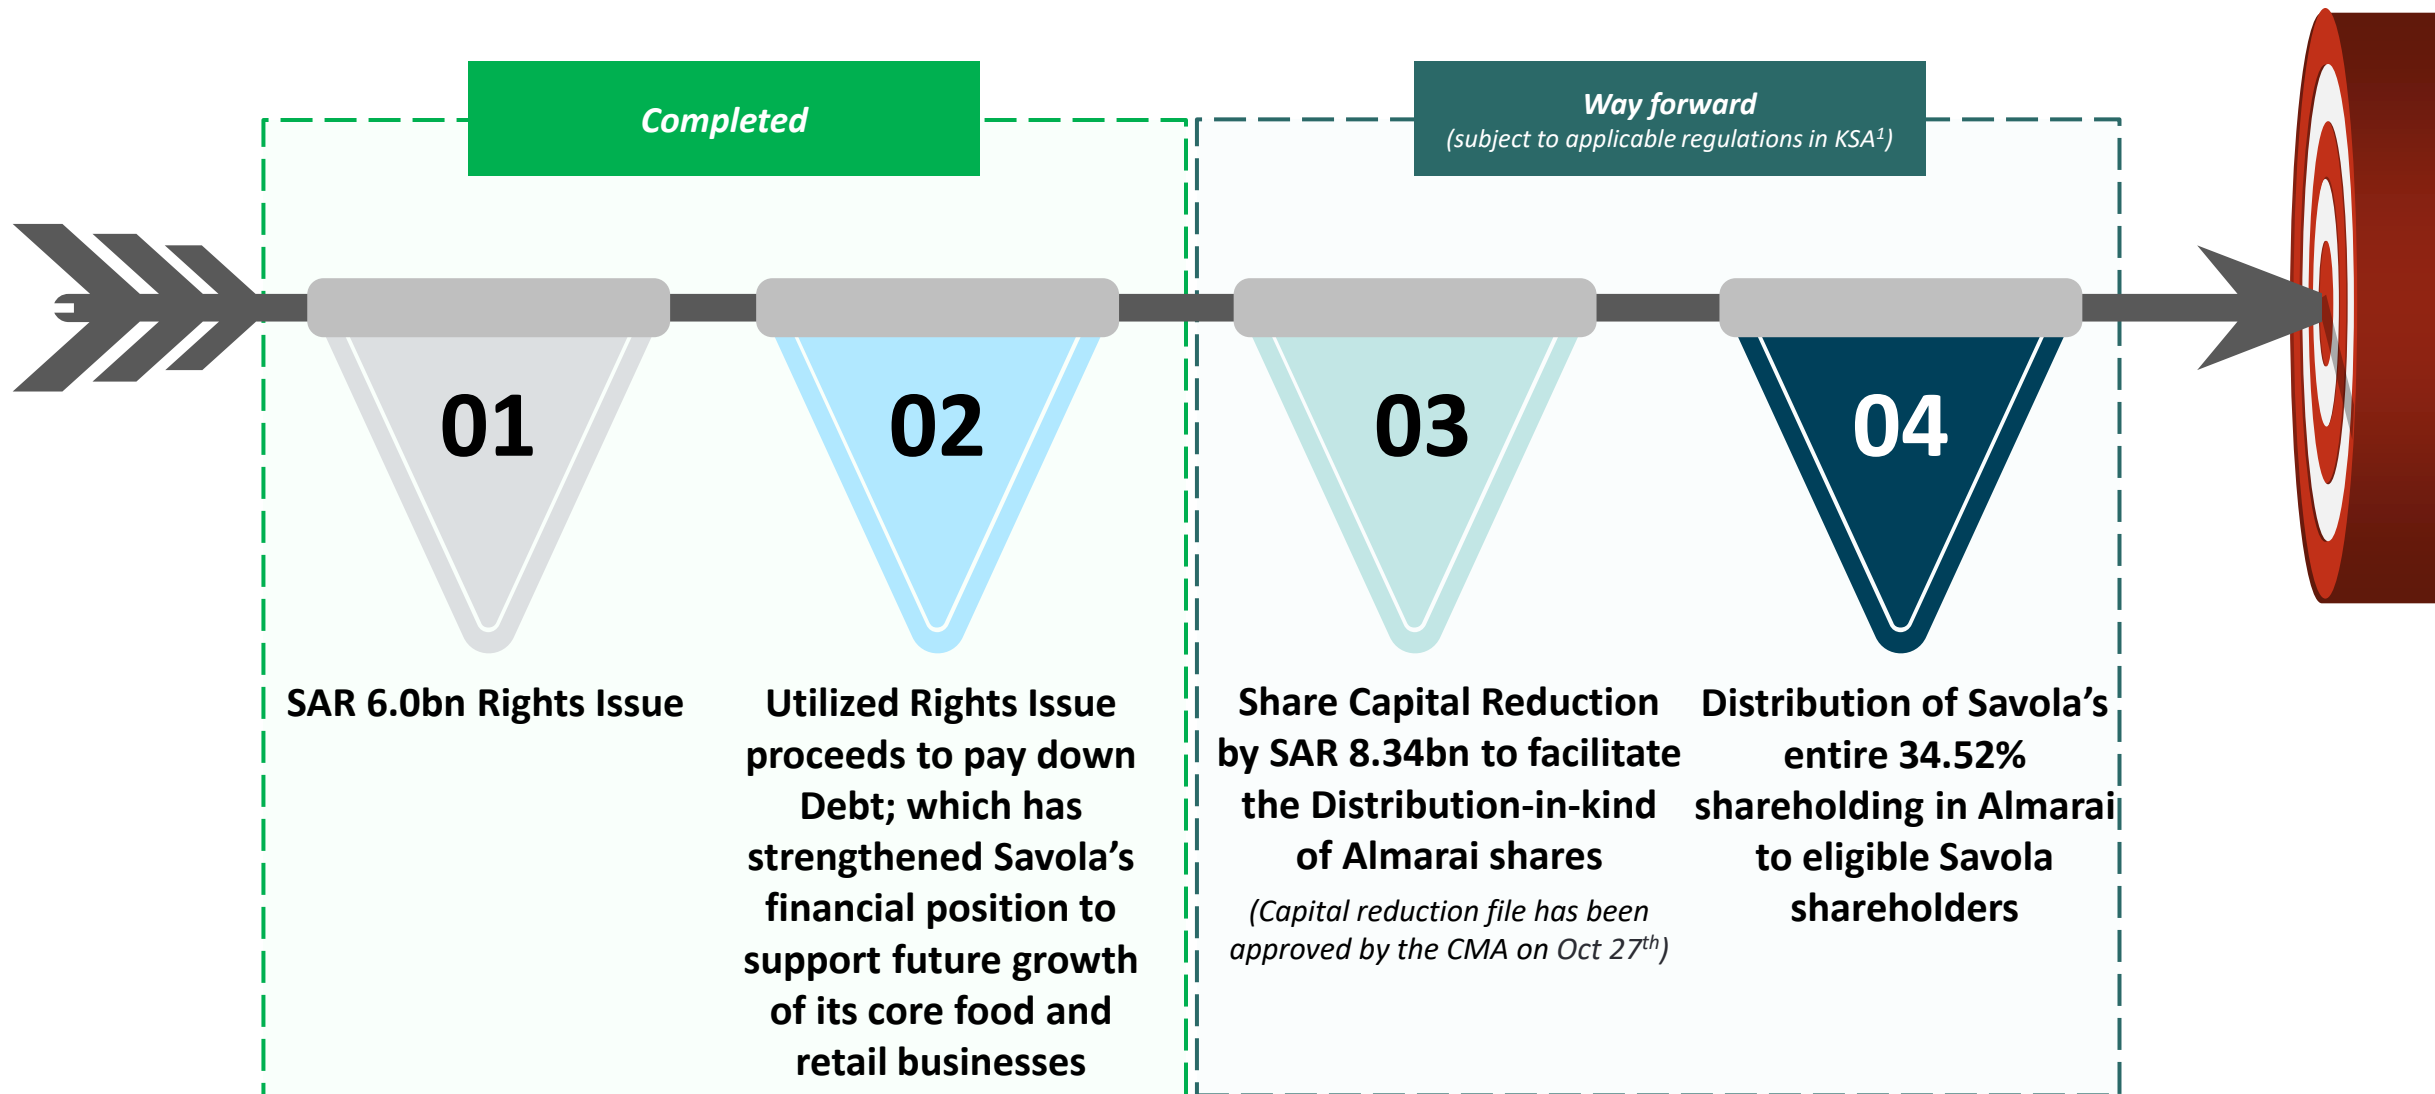 Completed
Way forward
(subject to applicable regulations in KSA¹)
01
02
03
04
SAR 6.0bn Rights Issue
Utilized Rights Issue
proceeds to pay down
Debt; which has
strengthened Savola’s
financial position to
support future growth
of its core food and
retail businesses
Share Capital Reduction
by SAR 8.34bn to facilitate
the Distribution-in-kind
of Almarai shares
(Capital reduction file has been
approved by the CMA on Oct 27th)
Distribution of Savola’s
entire 34.52%
shareholding in Almarai
to eligible Savola
shareholders